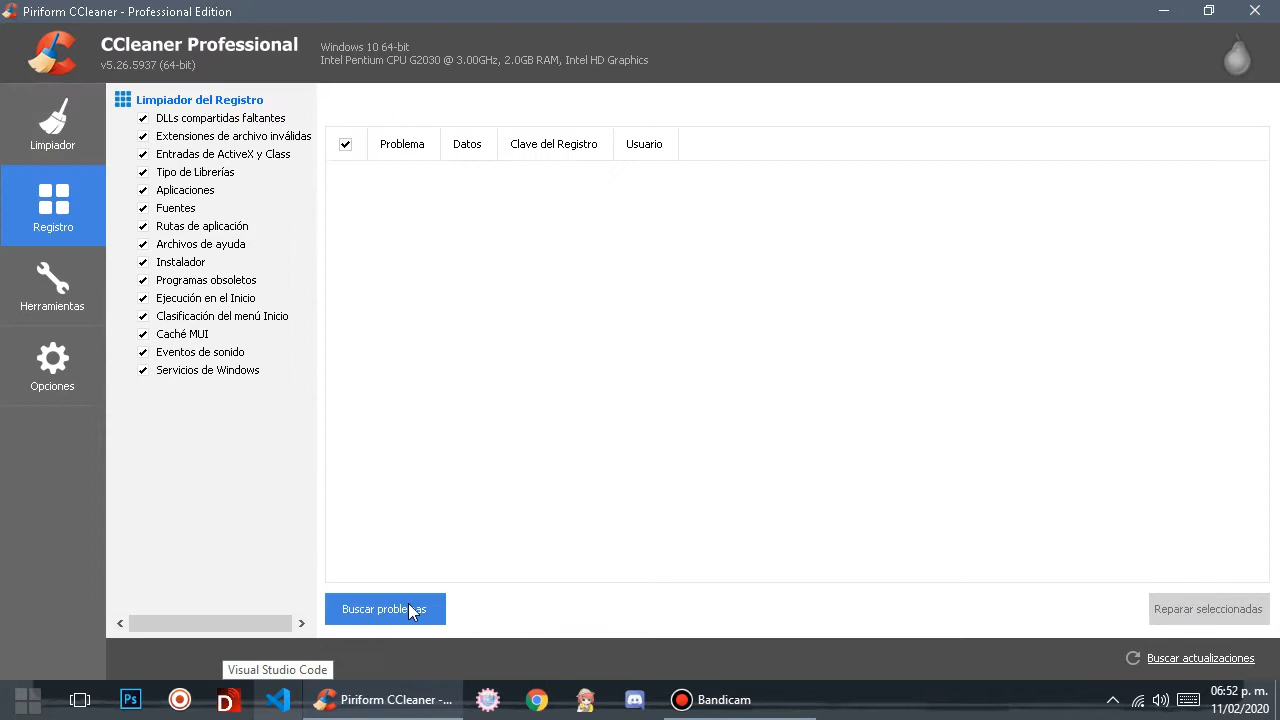 Piriform CCleaner - Professional Edition
CCleaner Professional
v5.26.5937 (64-bit)
Windows 10 64-bit
Intel Pentium CPU G2030 @ 3.00GHz, 2.0GB RAM, Intel HD Graphics
Limpiador
Registro
Herramientas
Opciones
Limpiador del Registro
DLLs compartidas faltantes
Extensiones de archivo inválidas
Entradas de ActiveX y Class
Tipo de Librerías
Aplicaciones
Fuentes
Rutas de aplicación
Archivos de ayuda
Instalador
Programas obsoletos
Ejecución en el Inicio
Clasificación del menú Inicio
Caché MUI
Eventos de sonido
Servicios de Windows
Problema Datos Clave del Registro Usuario
Buscar problemas
Reparar seleccionadas
Buscar actualizaciones
Visual Studio Code
Ps
D
Piriform CCleaner -...
Bandicam
06:52 p. m.
11/02/2020